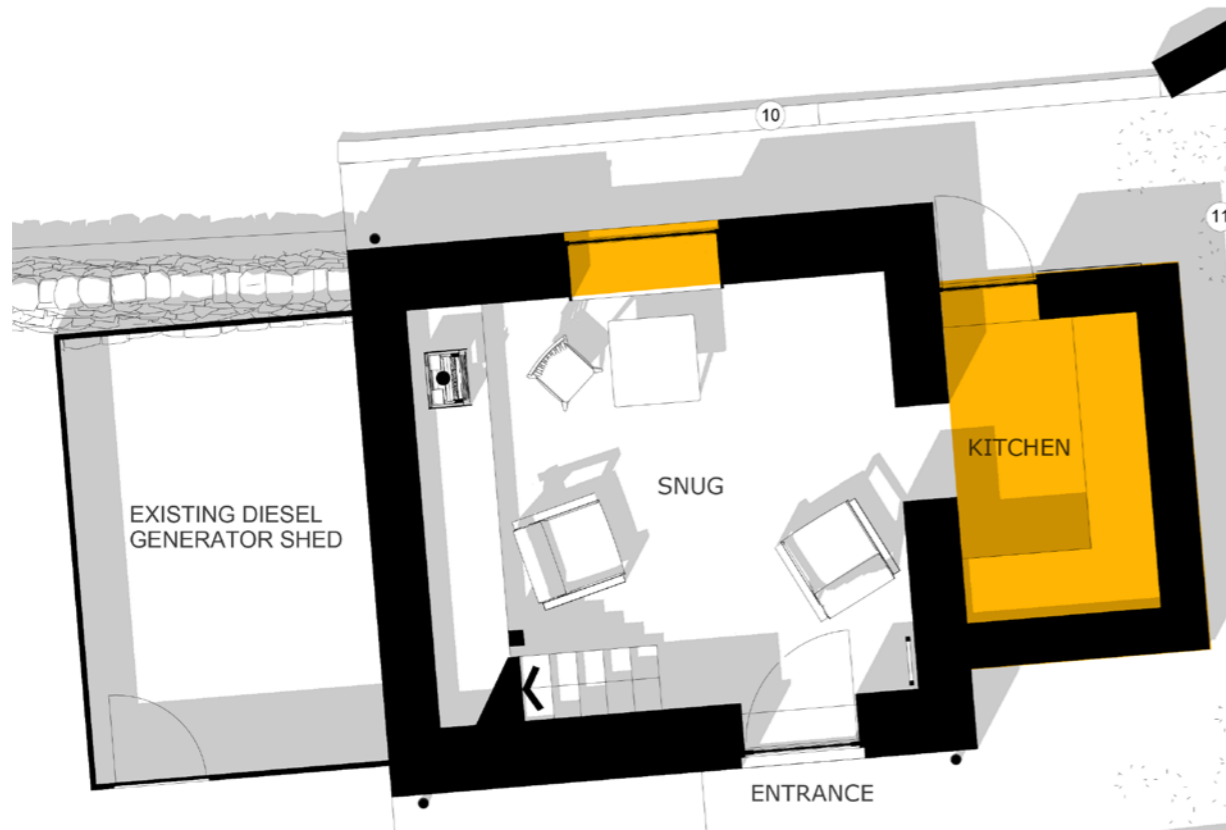 10
11
KITCHEN
SNUG
EXISTING DIESEL
GENERATOR SHED
ENTRANCE